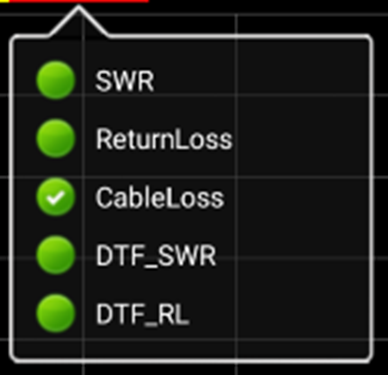 SWR
ReturnLoss
CableLoss
DTF_SWR
DTF_RL